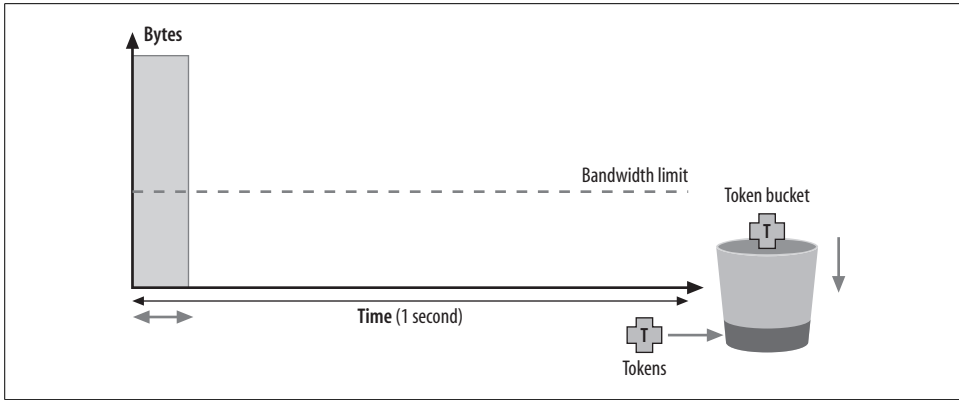 Bytes
Bandwidth limit
Token bucket
T
Time (1 second)
T
Tokens